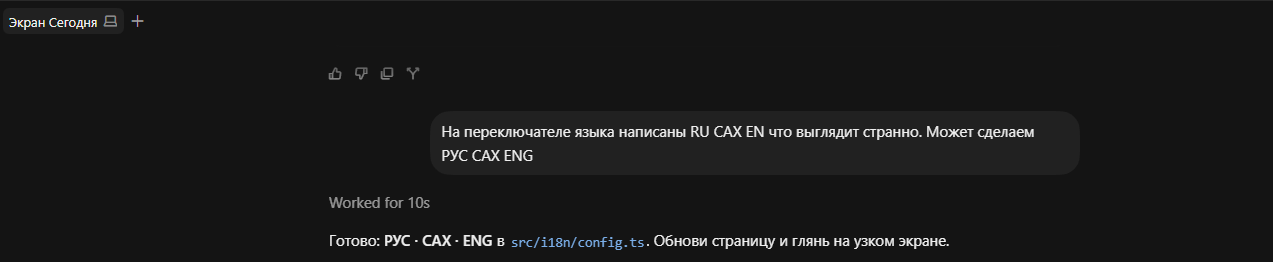 Экран Сегодня
На переключателе языка написаны RU САХ EN что выглядит странно. Может сделаем
РУС САХ ENG
Worked for 10s
Готово: РУС · САХ · ENG в src/i18n/config.ts. Обнови страницу и глянь на узком экране.